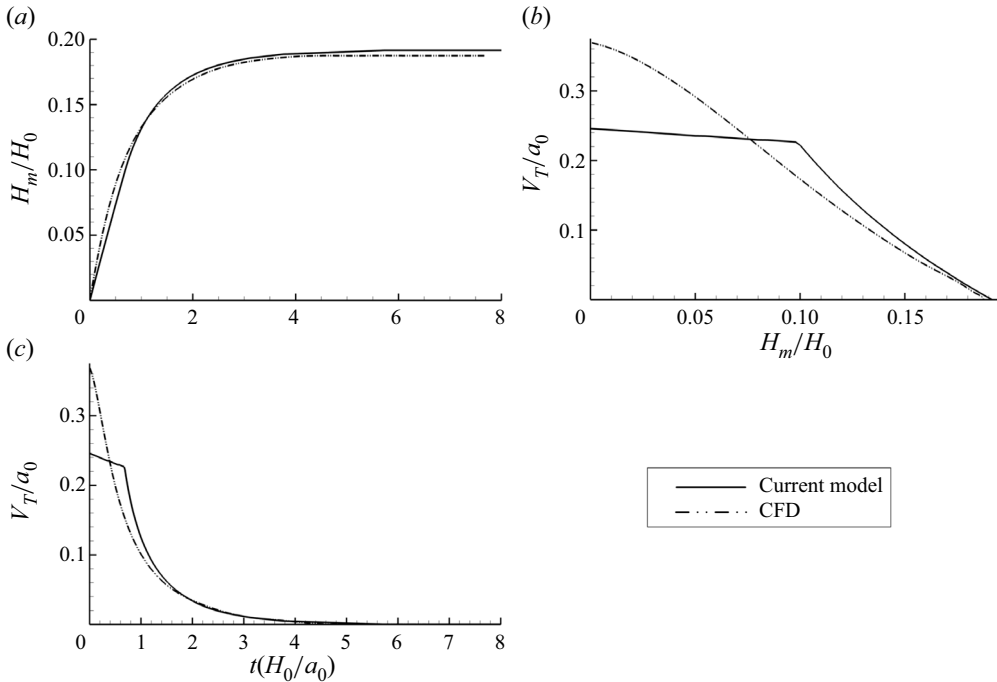 (a)
0.20
0.15
0.10
0.05
H_m/H_0
0 2 4 6 8
(b)
0.3
0.2
0.1
V_T/a_0
0 0.05 0.10 0.15
H_m/H_0
(c)
0.3
0.2
0.1
V_T/a_0
0 1 2 3 4 5 6 7 8
t(H_0/a_0)
Current model
CFD